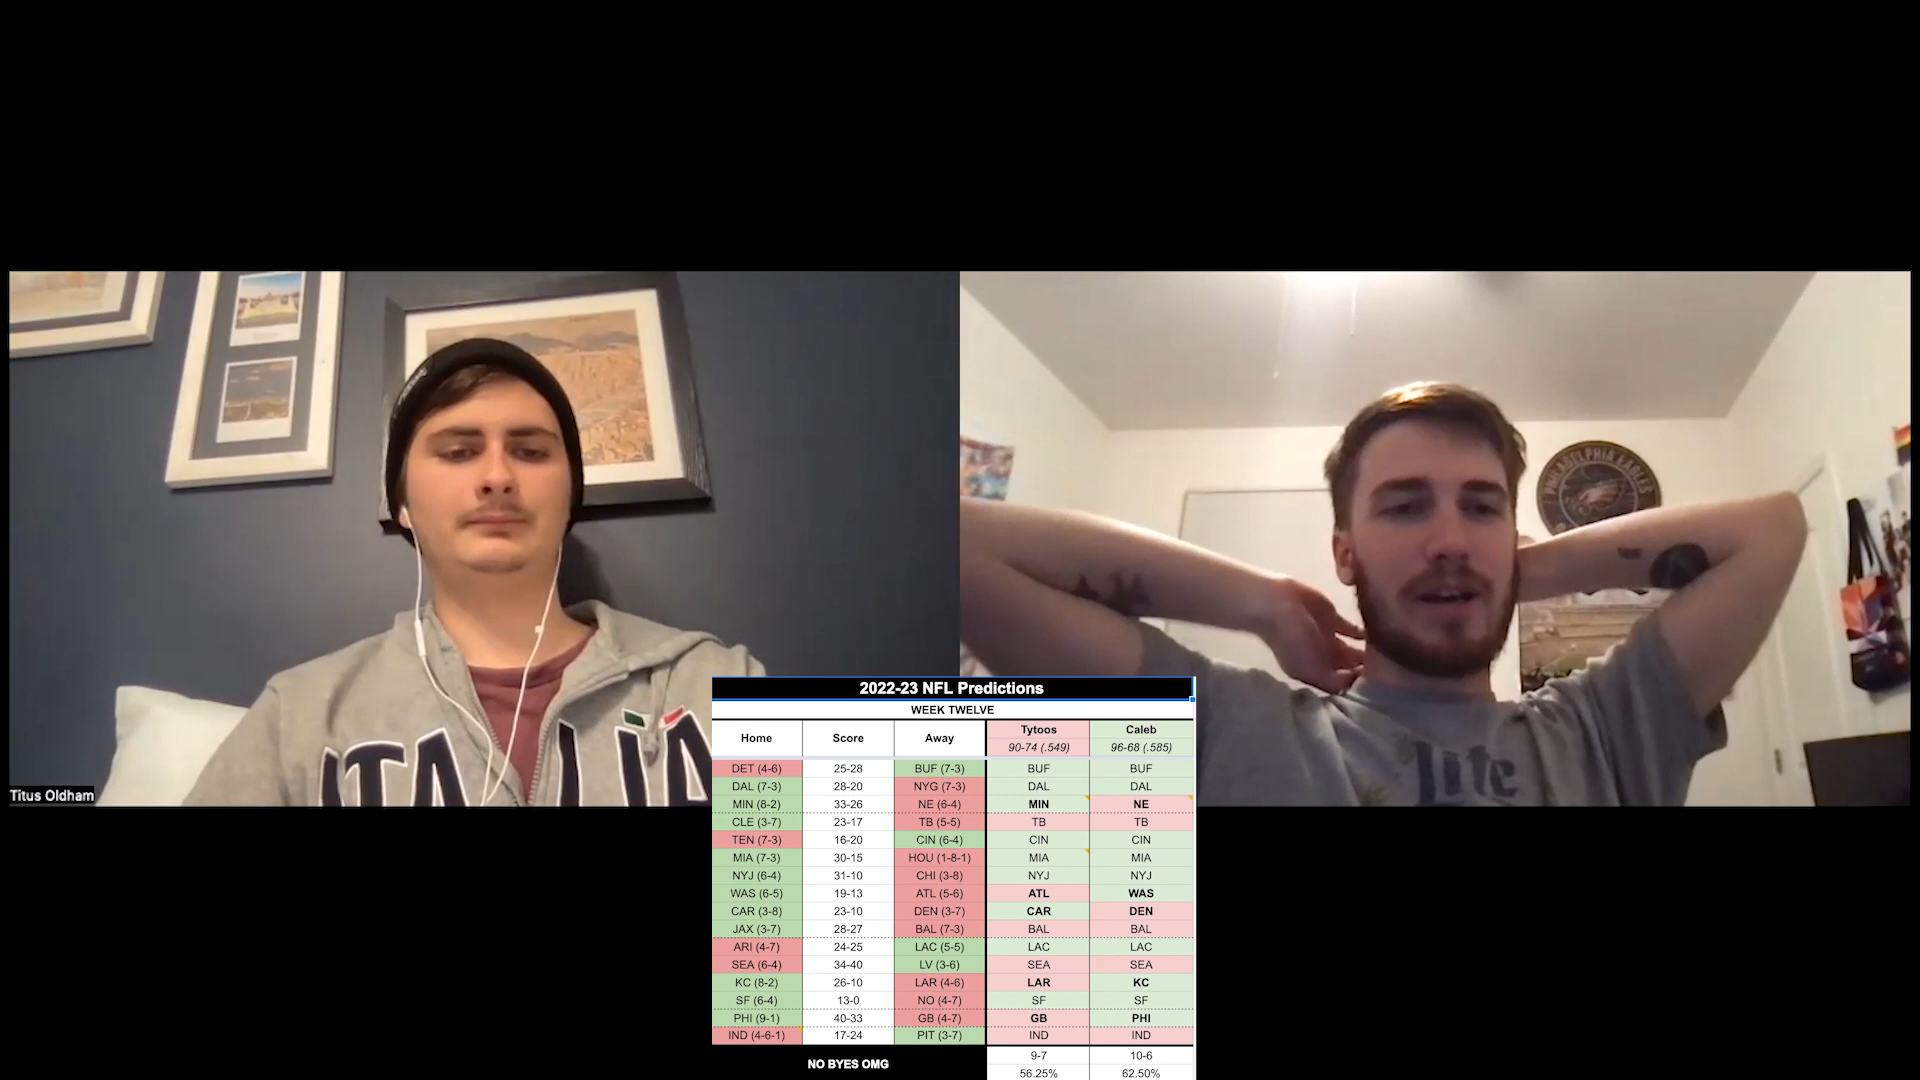 PHILADELPHIA EAGLES
ITALIA
Lite
Titus Oldham
2022-23 NFL Predictions
WEEK TWELVE
Home Score Away Tytoos Caleb
90-74 (.549) 96-68 (.585)
DET (4-6) 25-28 BUF (7-3) BUF BUF
DAL (7-3) 28-20 NYG (7-3) DAL DAL
MIN (8-2) 33-26 NE (6-4) MIN NE
CLE (3-7) 23-17 TB (5-5) TB TB
TEN (7-3) 16-20 CIN (6-4) CIN CIN
MIA (7-3) 30-15 HOU (1-8-1) MIA MIA
NYJ (6-4) 31-10 CHI (3-8) NYJ NYJ
WAS (6-5) 19-13 ATL (5-6) ATL WAS
CAR (3-8) 23-10 DEN (3-7) CAR DEN
JAX (3-7) 28-27 BAL (7-3) BAL BAL
ARI (4-7) 24-25 LAC (5-5) LAC LAC
SEA (6-4) 34-40 LV (3-6) SEA SEA
KC (8-2) 26-10 LAR (4-6) LAR KC
SF (6-4) 13-0 NO (4-7) SF SF
PHI (9-1) 40-33 GB (4-7) GB PHI
IND (4-6-1) 17-24 PIT (3-7) IND IND
NO BYES OMG
9-7 10-6
56.25% 62.50%